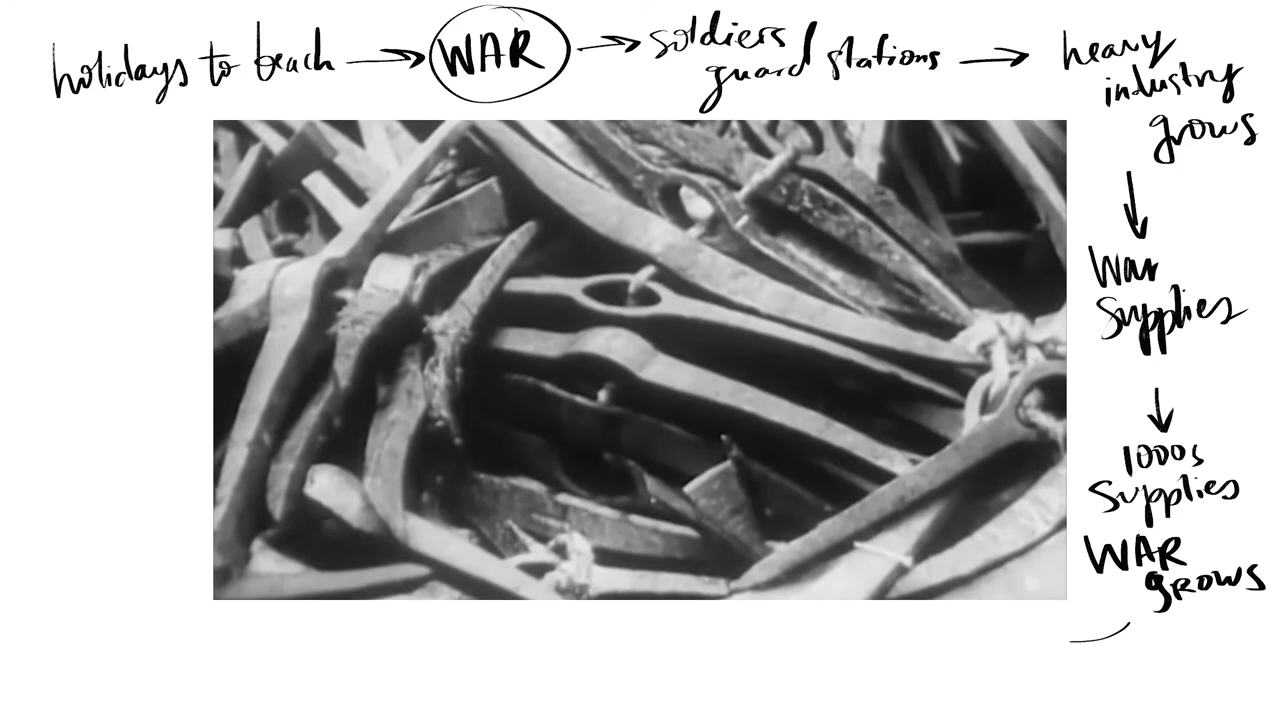 holidays to beach → WAR → soldiers
guard stations →
heavy
industry
grows
↓
War
Supplies
↓
1000s
Supplies
WAR
GROWS